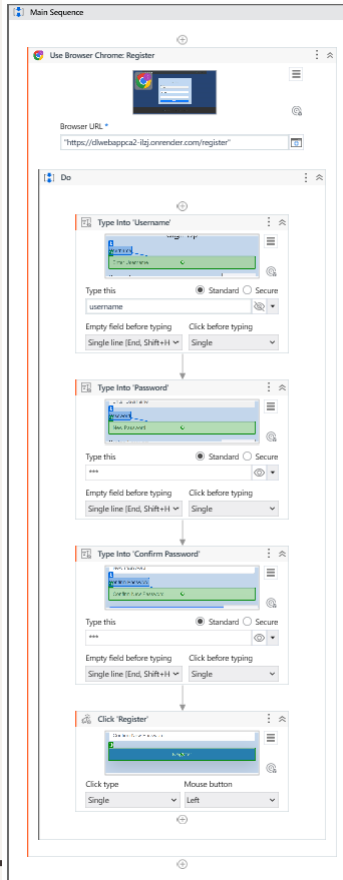 Main Sequence
Use Browser Chrome: Register
Browser URL *
"https://dlwebappca2-ilzj.onrender.com/register"
Do
Type Into 'Username'
Type this
Standard
Secure
username
Empty field before typing
Click before typing
Single line [End, Shift+H
Single
Type Into 'Password'
New Password
Type this
Standard
Secure
***
Empty field before typing
Click before typing
Single line [End, Shift+H
Single
Type Into 'Confirm Password'
Type this
Standard
Secure
***
Empty field before typing
Click before typing
Single line [End, Shift+H
Single
Click 'Register'
Click type
Mouse button
Single
Left